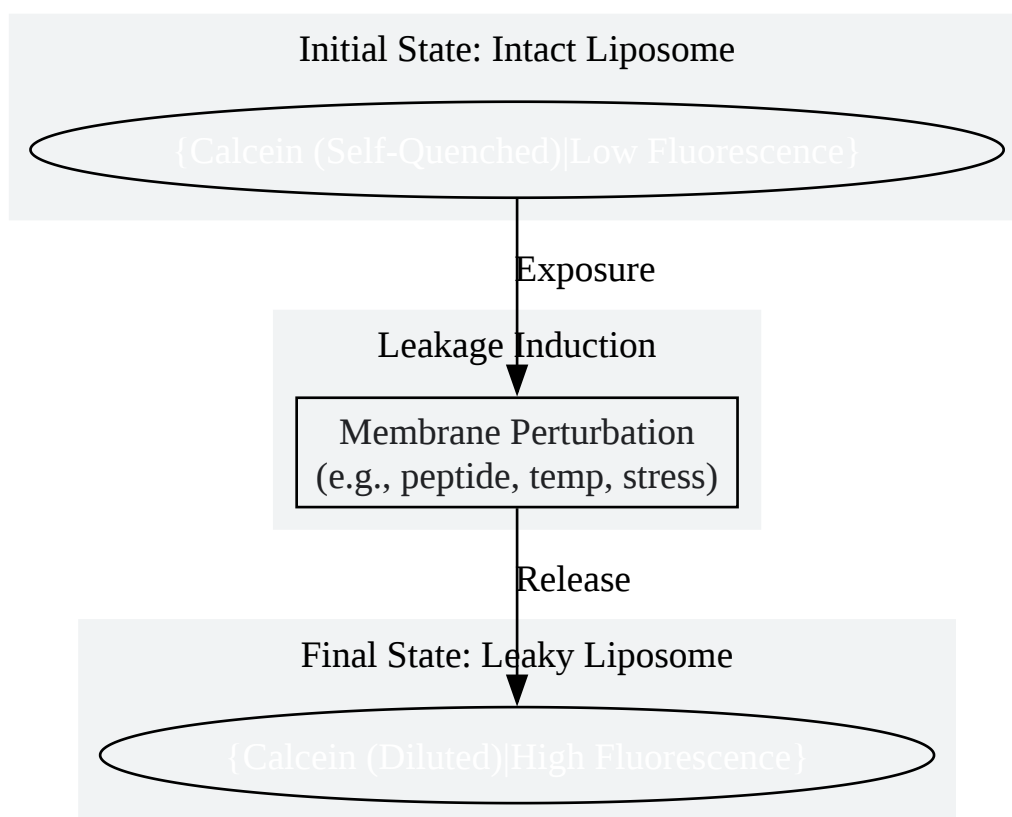 Initial State: Intact Liposome
{Calcein (Self-Quenched)|Low Fluorescence}
Exposure
Leakage Induction
Membrane Perturbation
(e.g., peptide, temp, stress)
Release
Final State: Leaky Liposome
{Calcein (Diluted)|High Fluorescence}